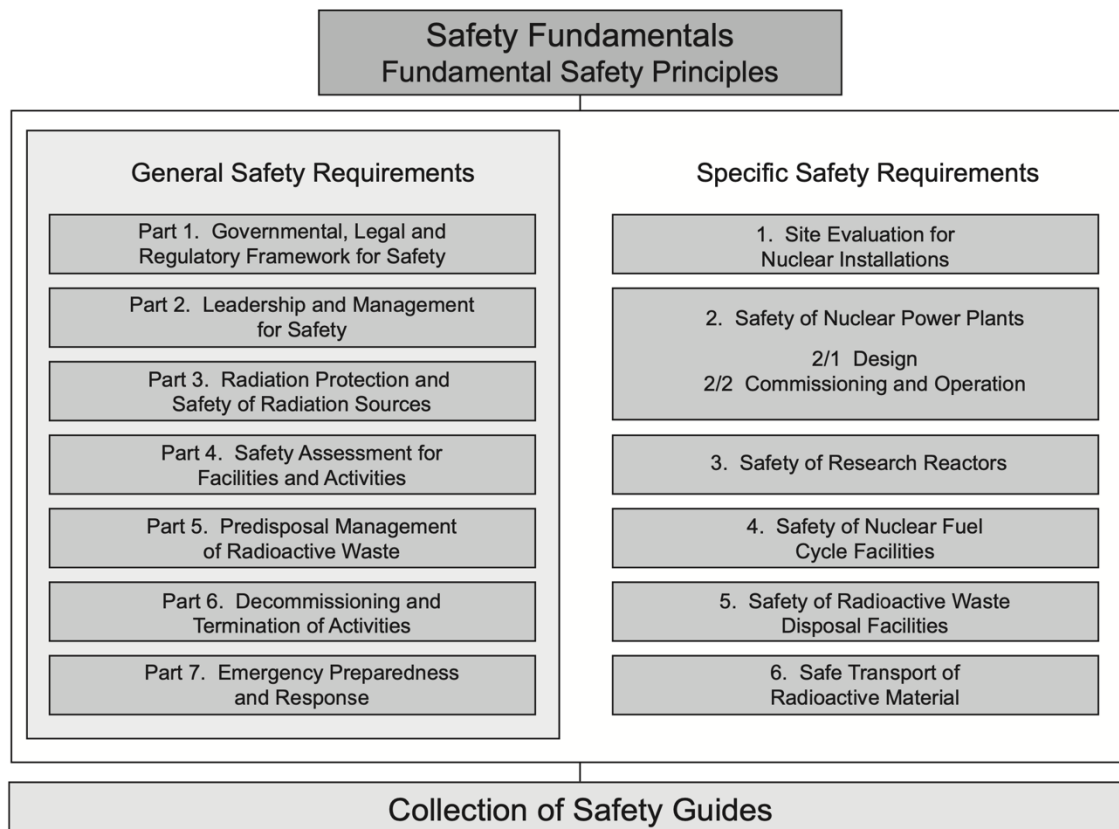 Safety Fundamentals
Fundamental Safety Principles
General Safety Requirements
Part 1. Governmental, Legal and
Regulatory Framework for Safety
Part 2. Leadership and Management
for Safety
Part 3. Radiation Protection and
Safety of Radiation Sources
Part 4. Safety Assessment for
Facilities and Activities
Part 5. Predisposal Management
of Radioactive Waste
Part 6. Decommissioning and
Termination of Activities
Part 7. Emergency Preparedness
and Response
Specific Safety Requirements
1. Site Evaluation for
Nuclear Installations
2. Safety of Nuclear Power Plants
2/1 Design
2/2 Commissioning and Operation
3. Safety of Research Reactors
4. Safety of Nuclear Fuel
Cycle Facilities
5. Safety of Radioactive Waste
Disposal Facilities
6. Safe Transport of
Radioactive Material
Collection of Safety Guides